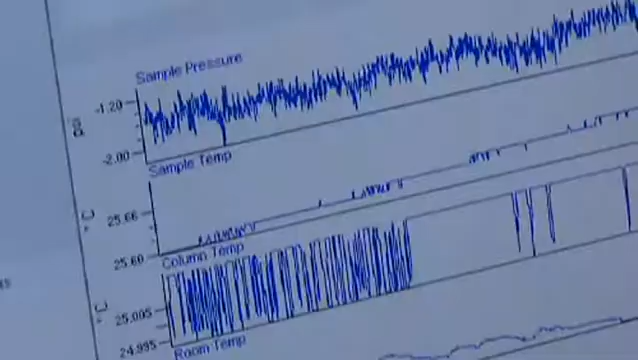 Sample Pressure
-1.20
psi
-2.00
Sample Temp
25.66
°C
25.60
Column Temp
25.005
°C
24.995
Room Temp